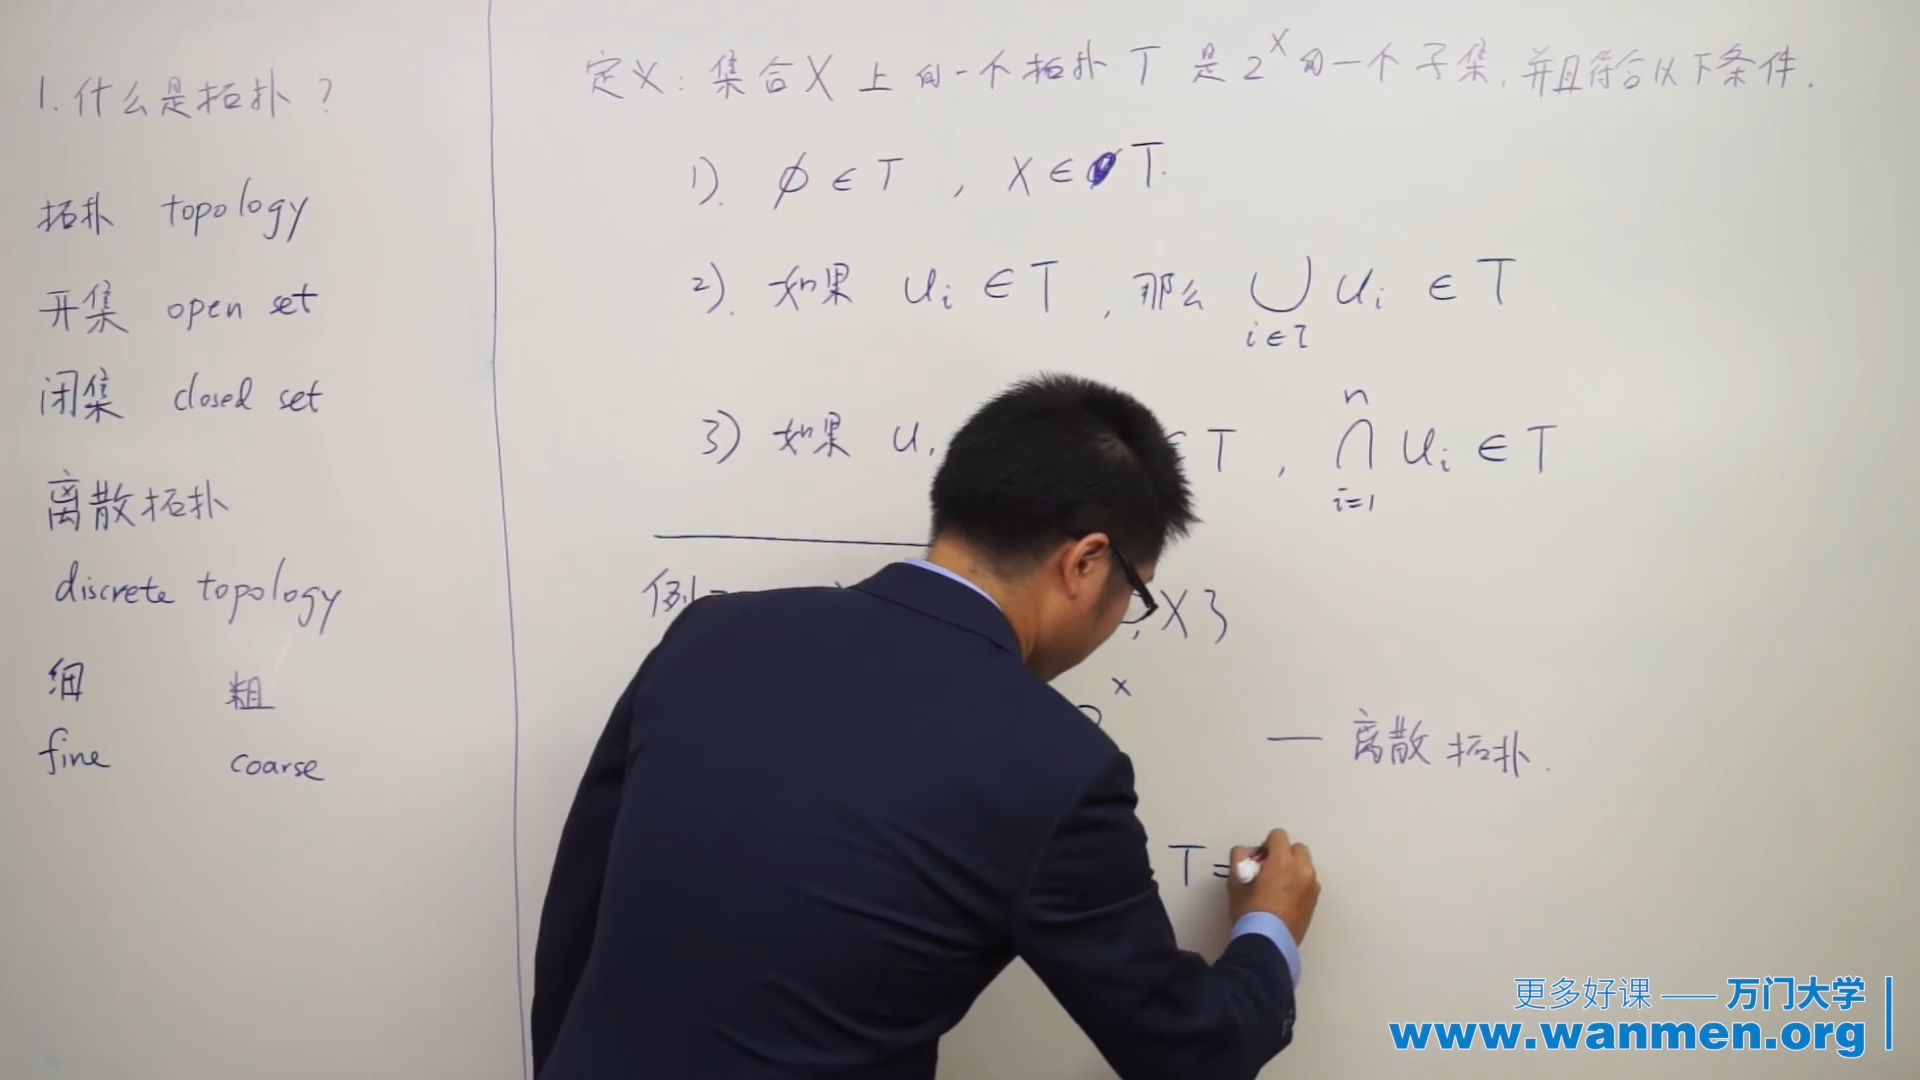 1. 什么是拓扑?
拓扑 topology
开集 open set
闭集 closed set
离散拓扑
discrete topology
细 粗
fine coarse
定义: 集合 X 上的一个拓扑 T 是 2^X 的一个子集, 并且符合以下条件.
1). ∅ ∈ T , X ∈ T.
2). 如果 U_i ∈ T , 那么 ⋃_{i∈I} U_i ∈ T
3) 如果 U, ∈ T , ⋂_{i=1}^{n} U_i ∈ T
例
, X }
x
— 离散拓扑.
T =
更多好课 —— 万门大学
www.wanmen.org